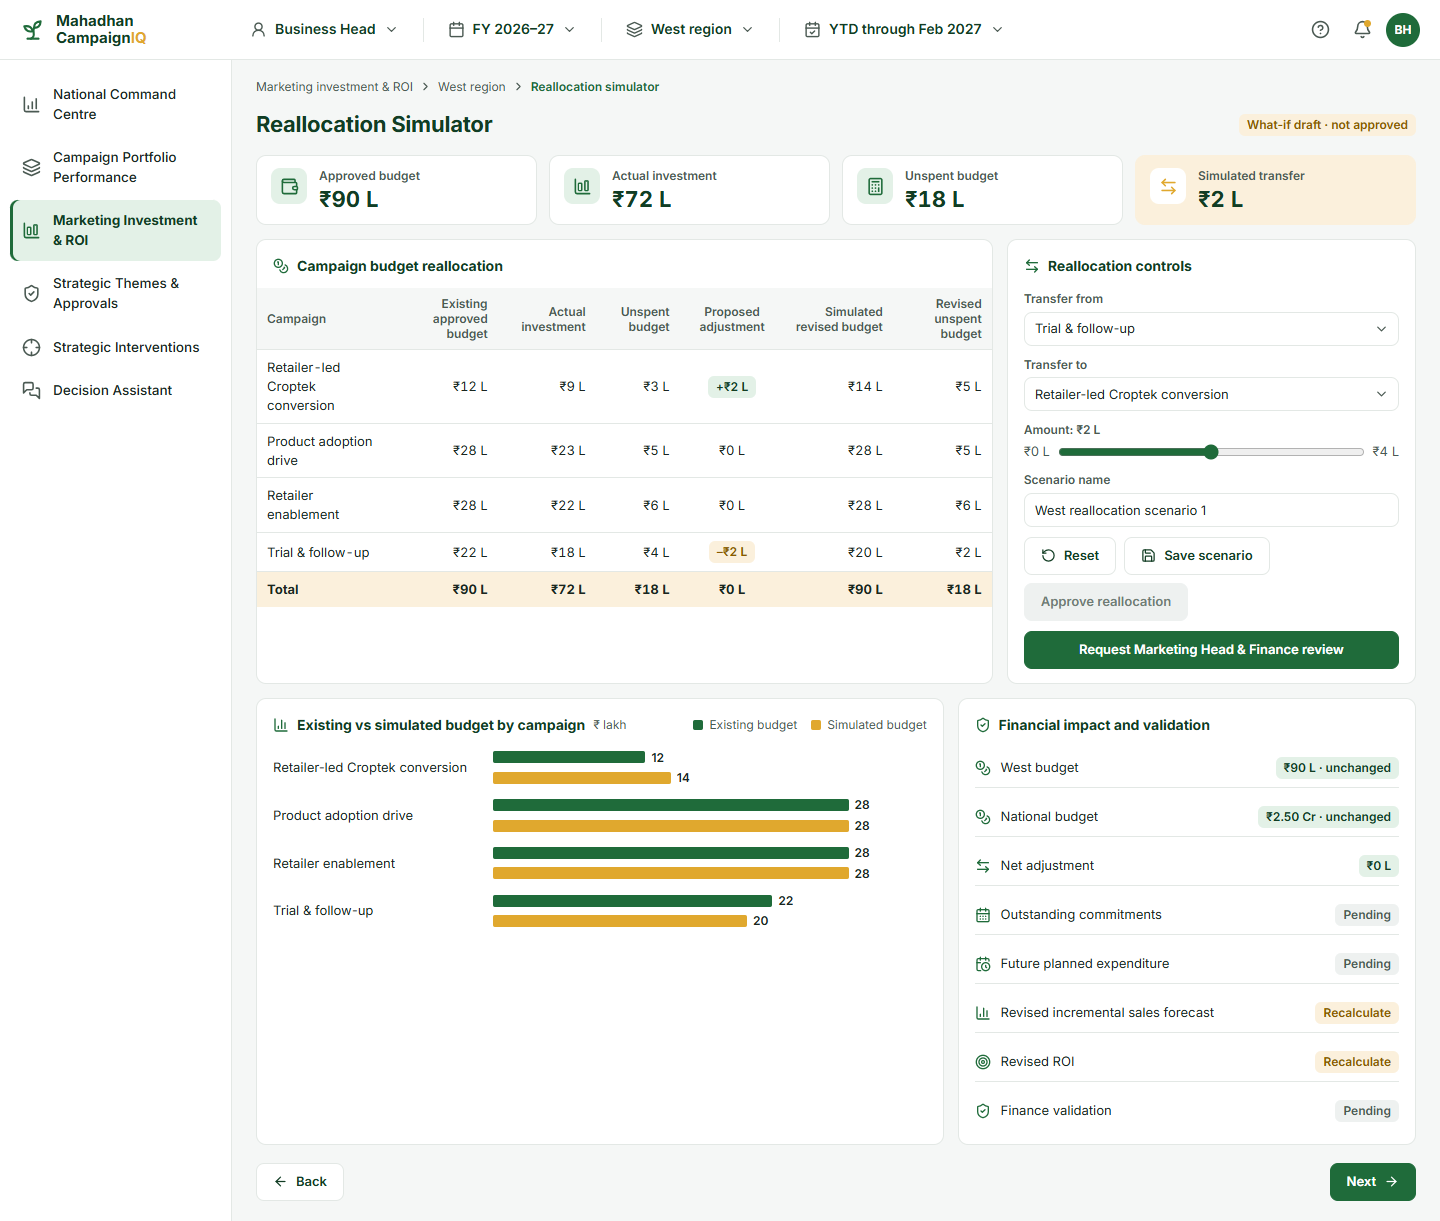 Mahadhan
CampaignIQ
Business Head
FY 2026–27
West region
YTD through Feb 2027
BH
National Command
Centre
Campaign Portfolio
Performance
Marketing Investment
& ROI
Strategic Themes &
Approvals
Strategic Interventions
Decision Assistant
Marketing investment & ROI > West region > Reallocation simulator
Reallocation Simulator
What-if draft · not approved
Approved budget
₹90 L
Actual investment
₹72 L
Unspent budget
₹18 L
Simulated transfer
₹2 L
Campaign budget reallocation
Campaign
Existing
approved
budget
Actual
investment
Unspent
budget
Proposed
adjustment
Simulated
revised budget
Revised
unspent
budget
Retailer-led
Croptek
conversion
₹12 L ₹9 L ₹3 L +₹2 L ₹14 L ₹5 L
Product adoption
drive
₹28 L ₹23 L ₹5 L ₹0 L ₹28 L ₹5 L
Retailer
enablement
₹28 L ₹22 L ₹6 L ₹0 L ₹28 L ₹6 L
Trial & follow-up ₹22 L ₹18 L ₹4 L –₹2 L ₹20 L ₹2 L
Total ₹90 L ₹72 L ₹18 L ₹0 L ₹90 L ₹18 L
Reallocation controls
Transfer from
Trial & follow-up
Transfer to
Retailer-led Croptek conversion
Amount: ₹2 L
₹0 L ₹4 L
Scenario name
West reallocation scenario 1
Reset
Save scenario
Approve reallocation
Request Marketing Head & Finance review
Existing vs simulated budget by campaign ₹ lakh
Existing budget
Simulated budget
Retailer-led Croptek conversion
12
14
Product adoption drive
28
28
Retailer enablement
28
28
Trial & follow-up
22
20
Financial impact and validation
West budget ₹90 L · unchanged
National budget ₹2.50 Cr · unchanged
Net adjustment ₹0 L
Outstanding commitments Pending
Future planned expenditure Pending
Revised incremental sales forecast Recalculate
Revised ROI Recalculate
Finance validation Pending
Back
Next